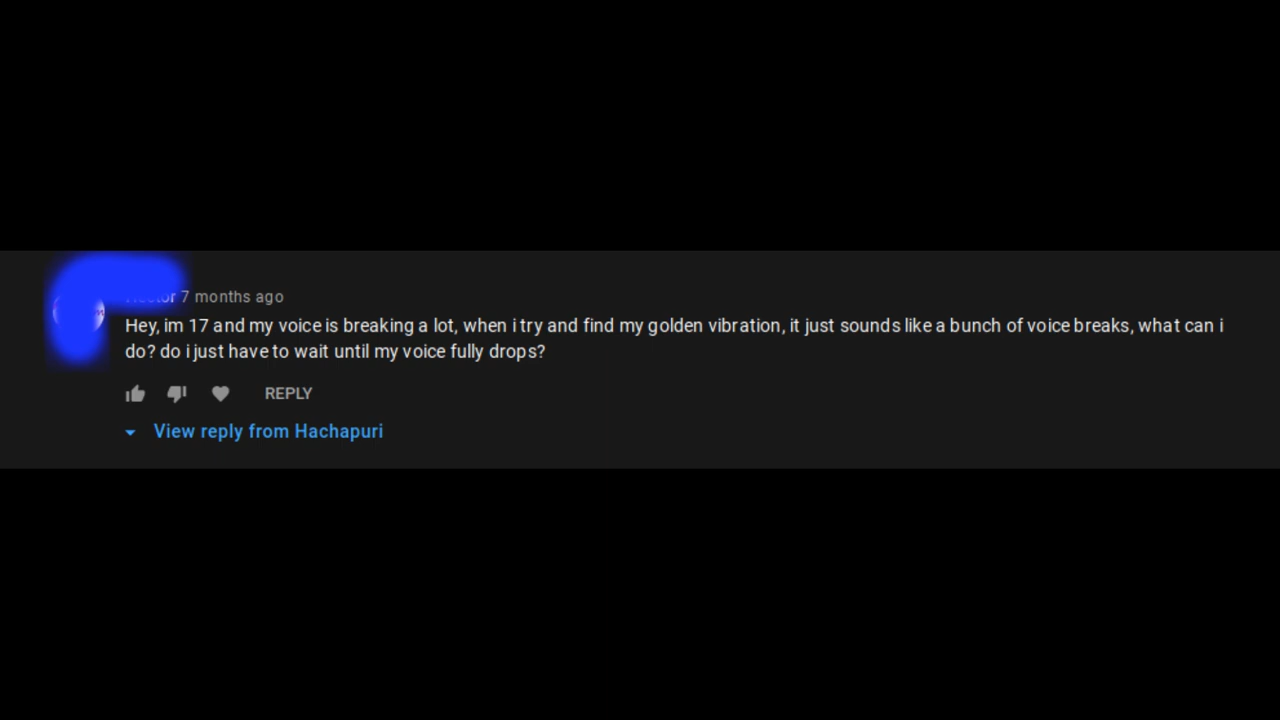 7 months ago
Hey, im 17 and my voice is breaking a lot, when i try and find my golden vibration, it just sounds like a bunch of voice breaks, what can i
do? do i just have to wait until my voice fully drops?
REPLY
View reply from Hachapuri